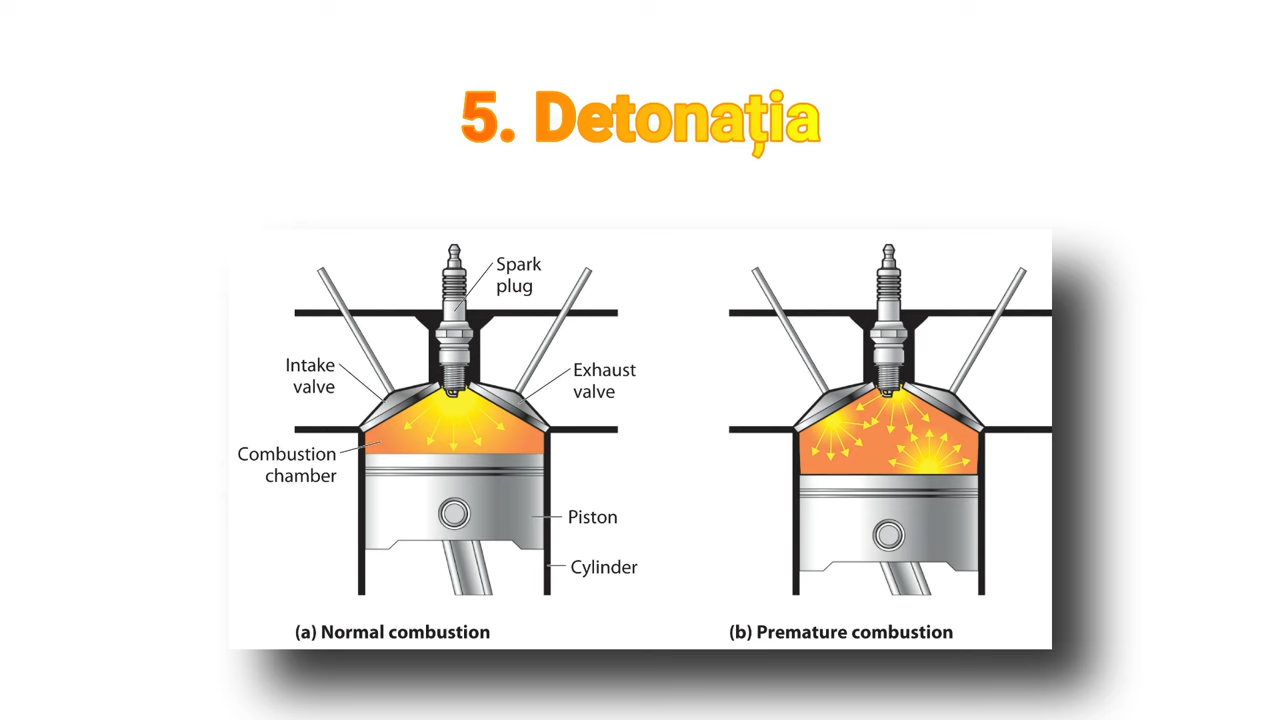 5. Detonația
Spark
plug
Intake
valve
Exhaust
valve
Combustion
chamber
Piston
Cylinder
(a) Normal combustion
(b) Premature combustion